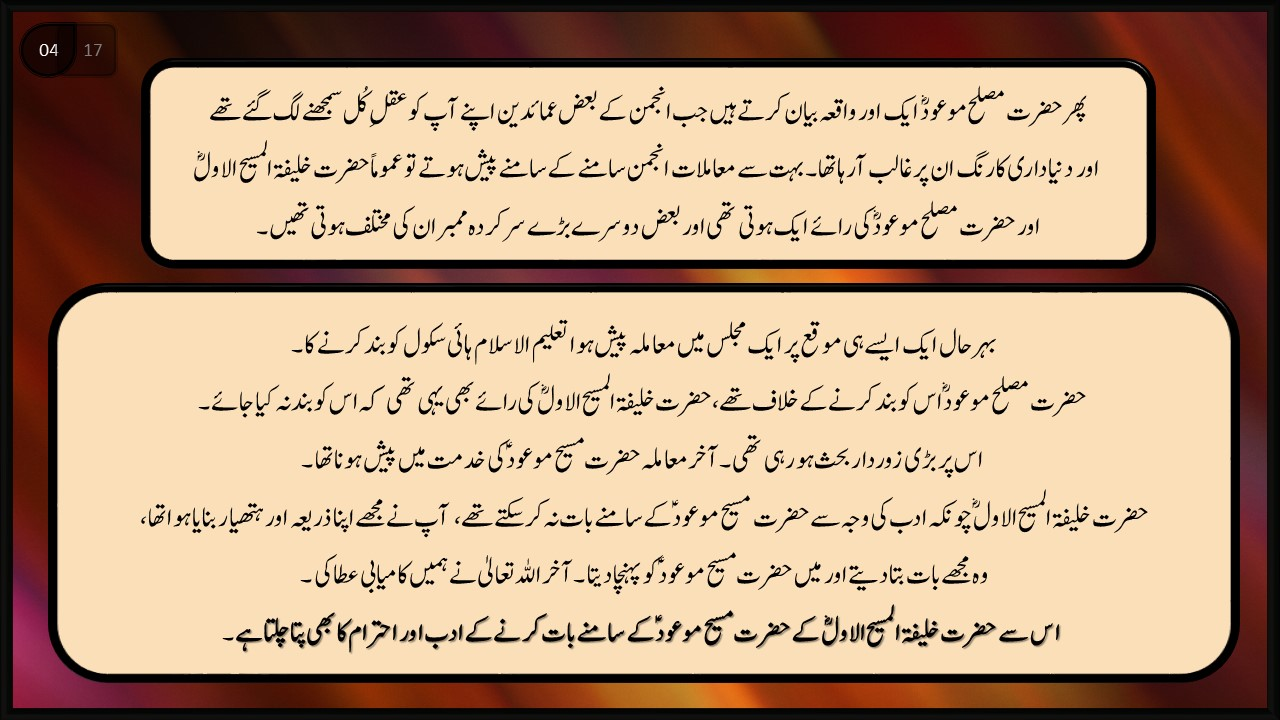 04 17
پھر حضرت مصلح موعودؓ ایک اور واقعہ بیان کرتے ہیں جب انجمن کے بعض عمائدین اپنے آپ کو عقلِ کُل سمجھنے لگ گئے تھے
اور دنیاداری کا رنگ ان پر غالب آرہا تھا۔ بہت سے معاملات انجمن سامنے کے سامنے پیش ہوتے تو عموماً حضرت خلیفۃ المسیح الاولؓ
اور حضرت مصلح موعودؓ کی رائے ایک ہوتی تھی اور بعض دوسرے بڑے سرکردہ ممبران کی مختلف ہوتی تھیں۔
بہرحال ایک ایسے ہی موقع پر ایک مجلس میں معاملہ پیش ہوا تعلیم الاسلام ہائی سکول کو بند کرنے کا۔
حضرت مصلح موعودؓ اس کو بند کرنے کے خلاف تھے، حضرت خلیفۃ المسیح الاولؓ کی رائے بھی یہی تھی کہ اس کو بند نہ کیا جائے۔
اس پر بڑی زوردار بحث ہو رہی تھی۔ آخر معاملہ حضرت مسیح موعودؑ کی خدمت میں پیش ہونا تھا۔
حضرت خلیفۃ المسیح الاولؓ چونکہ ادب کی وجہ سے حضرت مسیح موعودؑ کے سامنے بات نہ کر سکتے تھے، آپ نے مجھے اپنا ذریعہ اور ہتھیار بنایا ہوا تھا،
وہ مجھے بات بتا دیتے اور میں حضرت مسیح موعودؑ کو پہنچا دیتا۔ آخر اللہ تعالیٰ نے ہمیں کامیابی عطا کی۔
اس سے حضرت خلیفۃ المسیح الاولؓ کے حضرت مسیح موعودؑ کے سامنے بات کرنے کے ادب اور احترام کا بھی پتا چلتا ہے۔